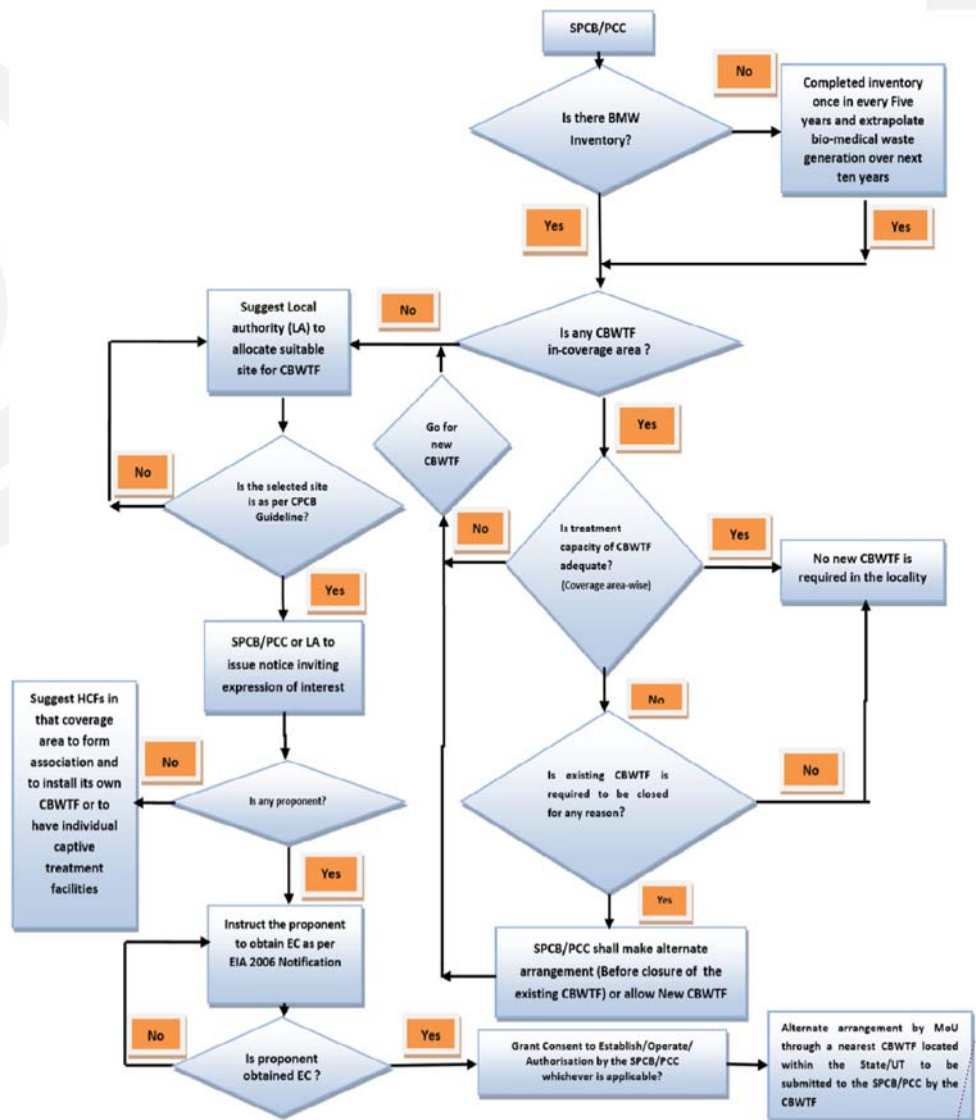 SPCB/PCC
Is there BMW
Inventory?
No
Completed inventory
once in every Five
years and extrapolate
bio-medical waste
generation over next
ten years
Yes
Yes
Suggest Local
authority (LA) to
allocate suitable
site for CBWTF
No
Is any CBWTF
in-coverage area ?
Go for
new
CBWTF
Yes
No
Is the selected site
is as per CPCB
Guideline?
No
Is treatment
capacity of CBWTF
adequate?
(Coverage area-wise)
Yes
No new CBWTF is
required in the locality
Yes
SPCB/PCC or LA to
issue notice inviting
expression of interest
No
Suggest HCFs in
that coverage
area to form
association and
to install its own
CBWTF or to
have individual
captive
treatment
facilities
No
Is any proponent?
Is existing CBWTF is
required to be closed
for any reason?
No
Yes
Yes
Instruct the proponent
to obtain EC as per
EIA 2006 Notification
SPCB/PCC shall make alternate
arrangement (Before closure of the
existing CBWTF) or allow New CBWTF
No
Is proponent
obtained EC ?
Yes
Grant Consent to Establish/Operate/
Authorisation by the SPCB/PCC
whichever is applicable?
Alternate arrangement by MoU
through a nearest CBWTF located
within the State/UT to be
submitted to the SPCB/PCC by the
CBWTF